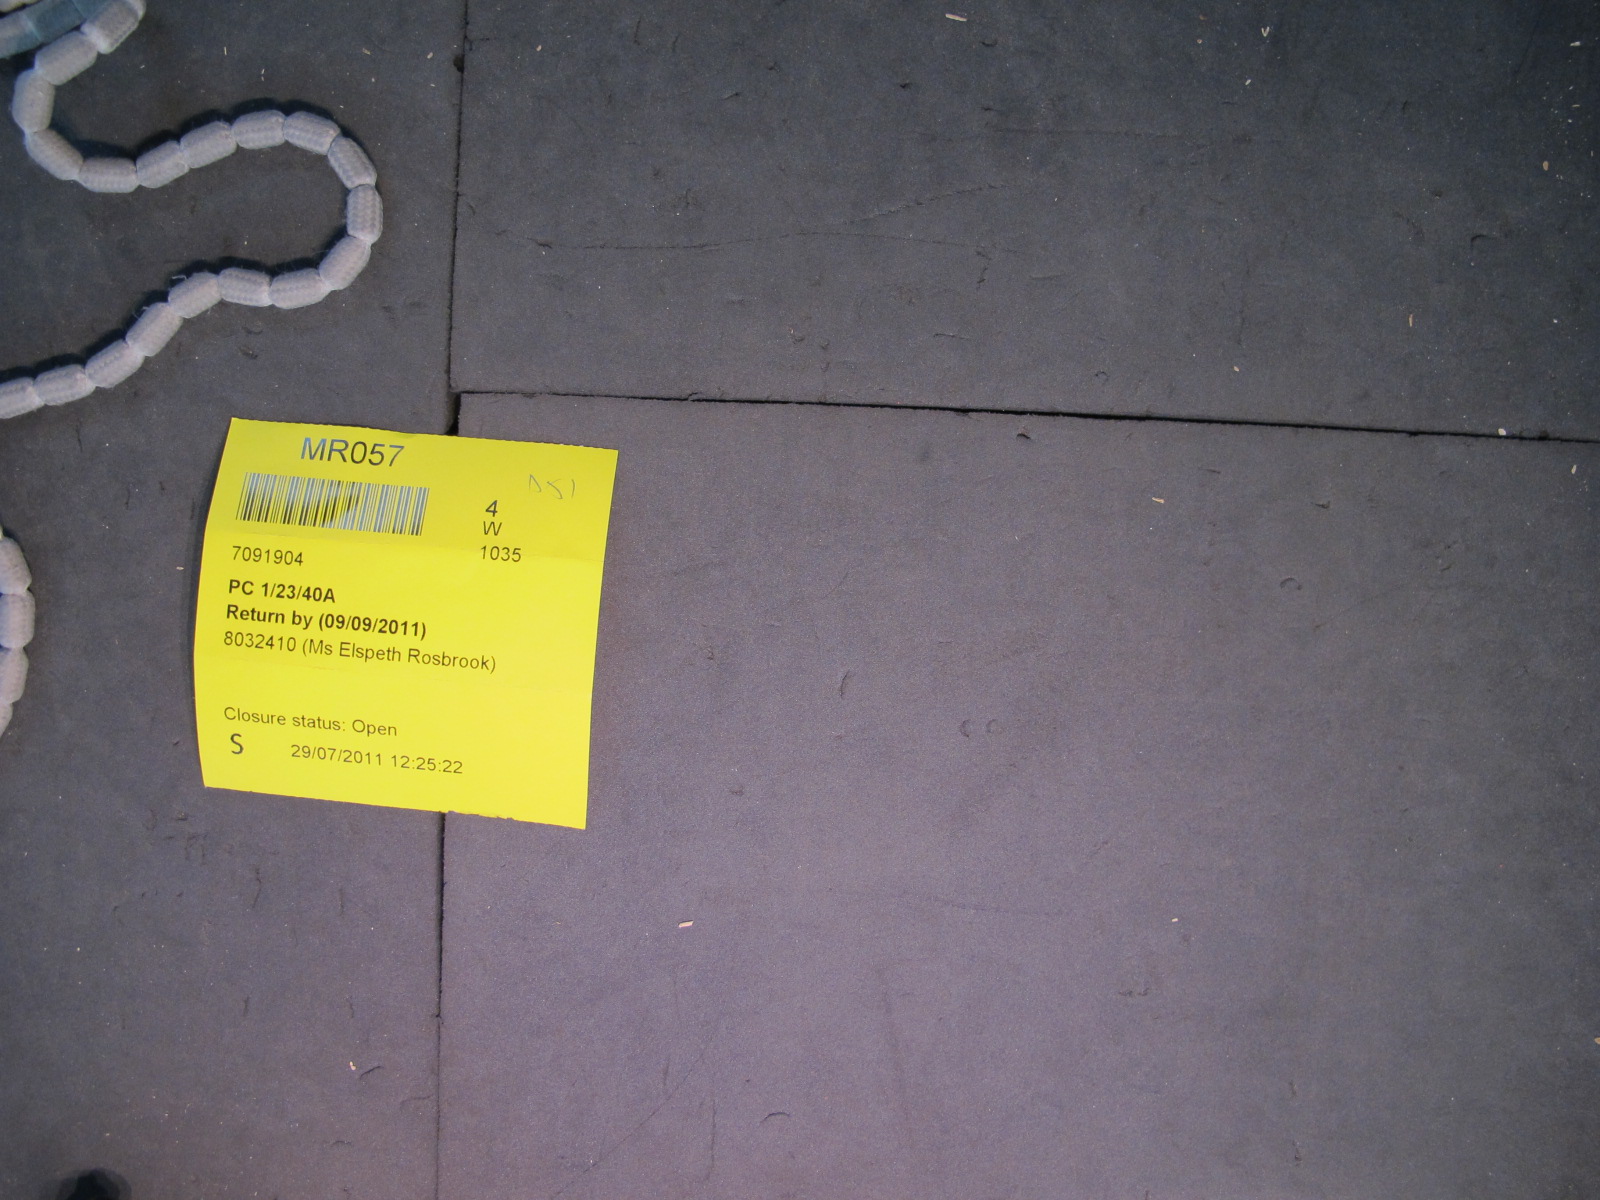 MR057
4
W
7091904 1035
PC 1/23/40A
Return by (09/09/2011)
8032410 (Ms Elspeth Rosbrook)
Closure status: Open
S 29/07/2011 12:25:22